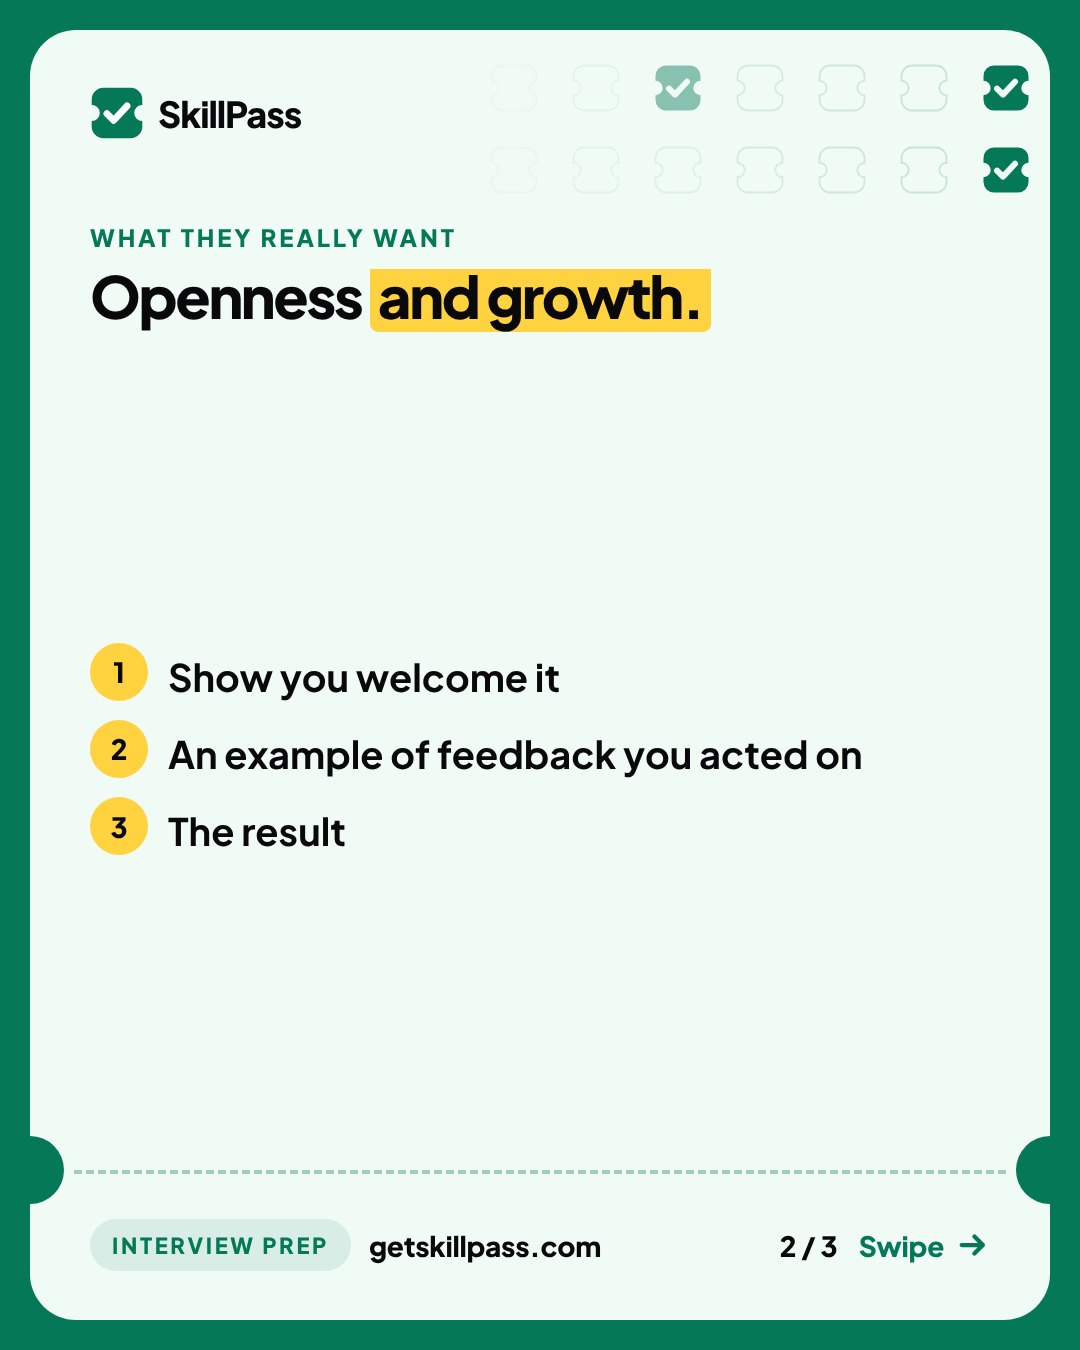 SkillPass
WHAT THEY REALLY WANT
Openness and growth.
1 Show you welcome it
2 An example of feedback you acted on
3 The result
INTERVIEW PREP getskillpass.com 2 / 3 Swipe →